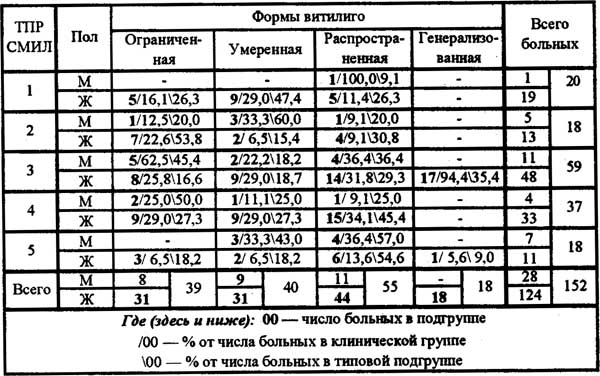 ТПР СМИЛ | Пол | Формы витилиго | Всего больных
Ограничен-ная | Умеренная | Распростра-ненная | Генерализо-ванная
1 | М | - | - | 1/100,0\9,1 | - | 1 | 20
Ж | 5/16,1\26,3 | 9/29,0\47,4 | 5/11,4\26,3 | - | 19
2 | М | 1/12,5\20,0 | 3/33,3\60,0 | 1/9,1\20,0 | - | 5 | 18
Ж | 7/22,6\53,8 | 2/ 6,5\15,4 | 4/9,1\30,8 | - | 13
3 | М | 5/62,5\45,4 | 2/22,2\18,2 | 4/36,4\36,4 | - | 11 | 59
Ж | 8/25,8\16,6 | 9/29,0\18,7 | 14/31,8\29,3 | 17/94,4\35,4 | 48
4 | М | 2/25,0\50,0 | 1/11,1\25,0 | 1/ 9,1\25,0 | - | 4 | 37
Ж | 9/29,0\27,3 | 9/29,0\27,3 | 15/34,1\45,4 | - | 33
5 | М | - | 3/33,3\43,0 | 4/36,4\57,0 | - | 7 | 18
Ж | 3/ 6,5\18,2 | 2/ 6,5\18,2 | 6/13,6\54,6 | 1/ 5,6\ 9,0 | 11
Всего | М | 8 | 39 | 9 | 40 | 11 | 55 | - | 18 | 28 | 152
Ж | 31 | 31 | 44 | 18 | 124
Где (здесь и ниже): 00 — число больных в подгруппе
/00 — % от числа больных в клинической группе
\00 — % от числа больных в типовой подгруппе